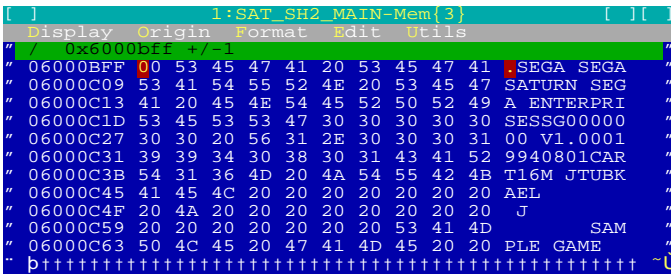 [ ] 1:SAT_SH2_MAIN-Mem{3} [ ][ ]
Display Origin Format Edit Utils
" / 0x6000bff +/-1 "
" 06000BFF 00 53 45 47 41 20 53 45 47 41 .SEGA SEGA "
" 06000C09 53 41 54 55 52 4E 20 53 45 47 SATURN SEG "
" 06000C13 41 20 45 4E 54 45 52 50 52 49 A ENTERPRI "
" 06000C1D 53 45 53 53 47 30 30 30 30 30 SESSG00000 "
" 06000C27 30 30 20 56 31 2E 30 30 30 31 00 V1.0001 "
" 06000C31 39 39 34 30 38 30 31 43 41 52 9940801CAR "
" 06000C3B 54 31 36 4D 20 4A 54 55 42 4B T16M JTUBK "
" 06000C45 41 45 4C 20 20 20 20 20 20 20 AEL "
" 06000C4F 20 4A 20 20 20 20 20 20 20 20 J "
" 06000C59 20 20 20 20 20 20 20 53 41 4D SAM "
" 06000C63 50 4C 45 20 47 41 4D 45 20 20 PLE GAME "